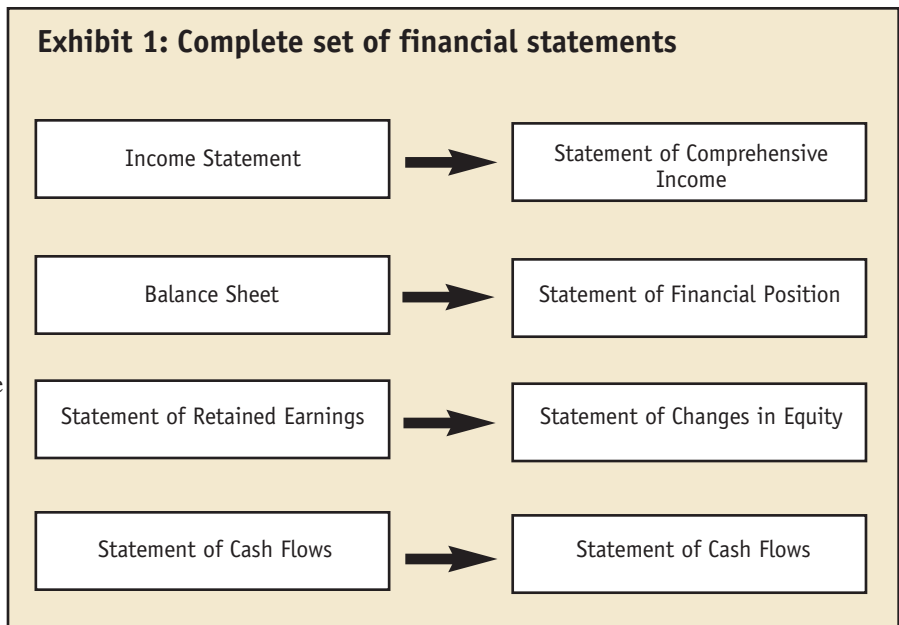 Exhibit 1: Complete set of financial statements
Income Statement
Statement of Comprehensive
Income
Balance Sheet
Statement of Financial Position
e
Statement of Retained Earnings
Statement of Changes in Equity
Statement of Cash Flows
Statement of Cash Flows